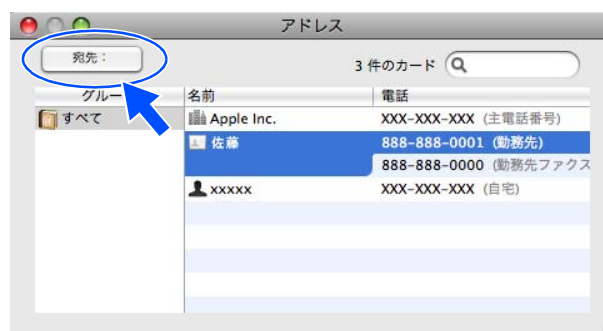 アドレス
宛先：
3 件のカード
グルー
名前
電話
すべて
Apple Inc.
XXX-XXX-XXX (主電話番号)
佐藤
888-888-0001 (勤務先)
888-888-0000 (勤務先ファクス
xxxxx
XXX-XXX-XXX (自宅)